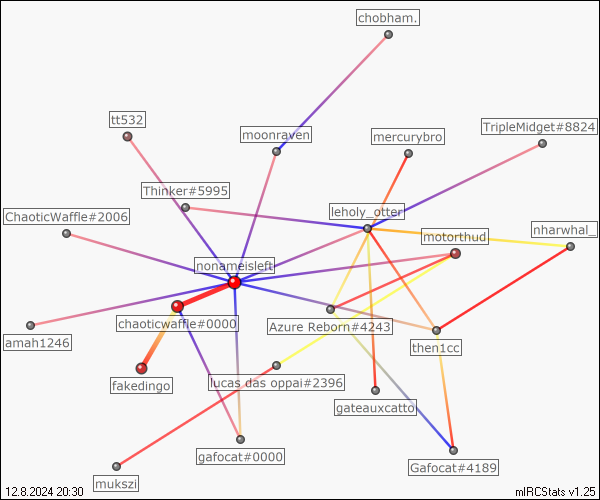 chobham.
tt532
moonraven
mercurybro
TripleMidget#8824
Thinker#5995
ChaoticWaffle#2006
leholy_otter
motorthud
nharwhal_
nonameisleft
chaoticwaffle#0000
Azure Reborn#4243
amah1246
then1cc
fakedingo
lucas das oppai#2396
gateauxcatto
gafocat#0000
Gafocat#4189
mukszi
12.8.2024 20:30
mIRCStats v1.25